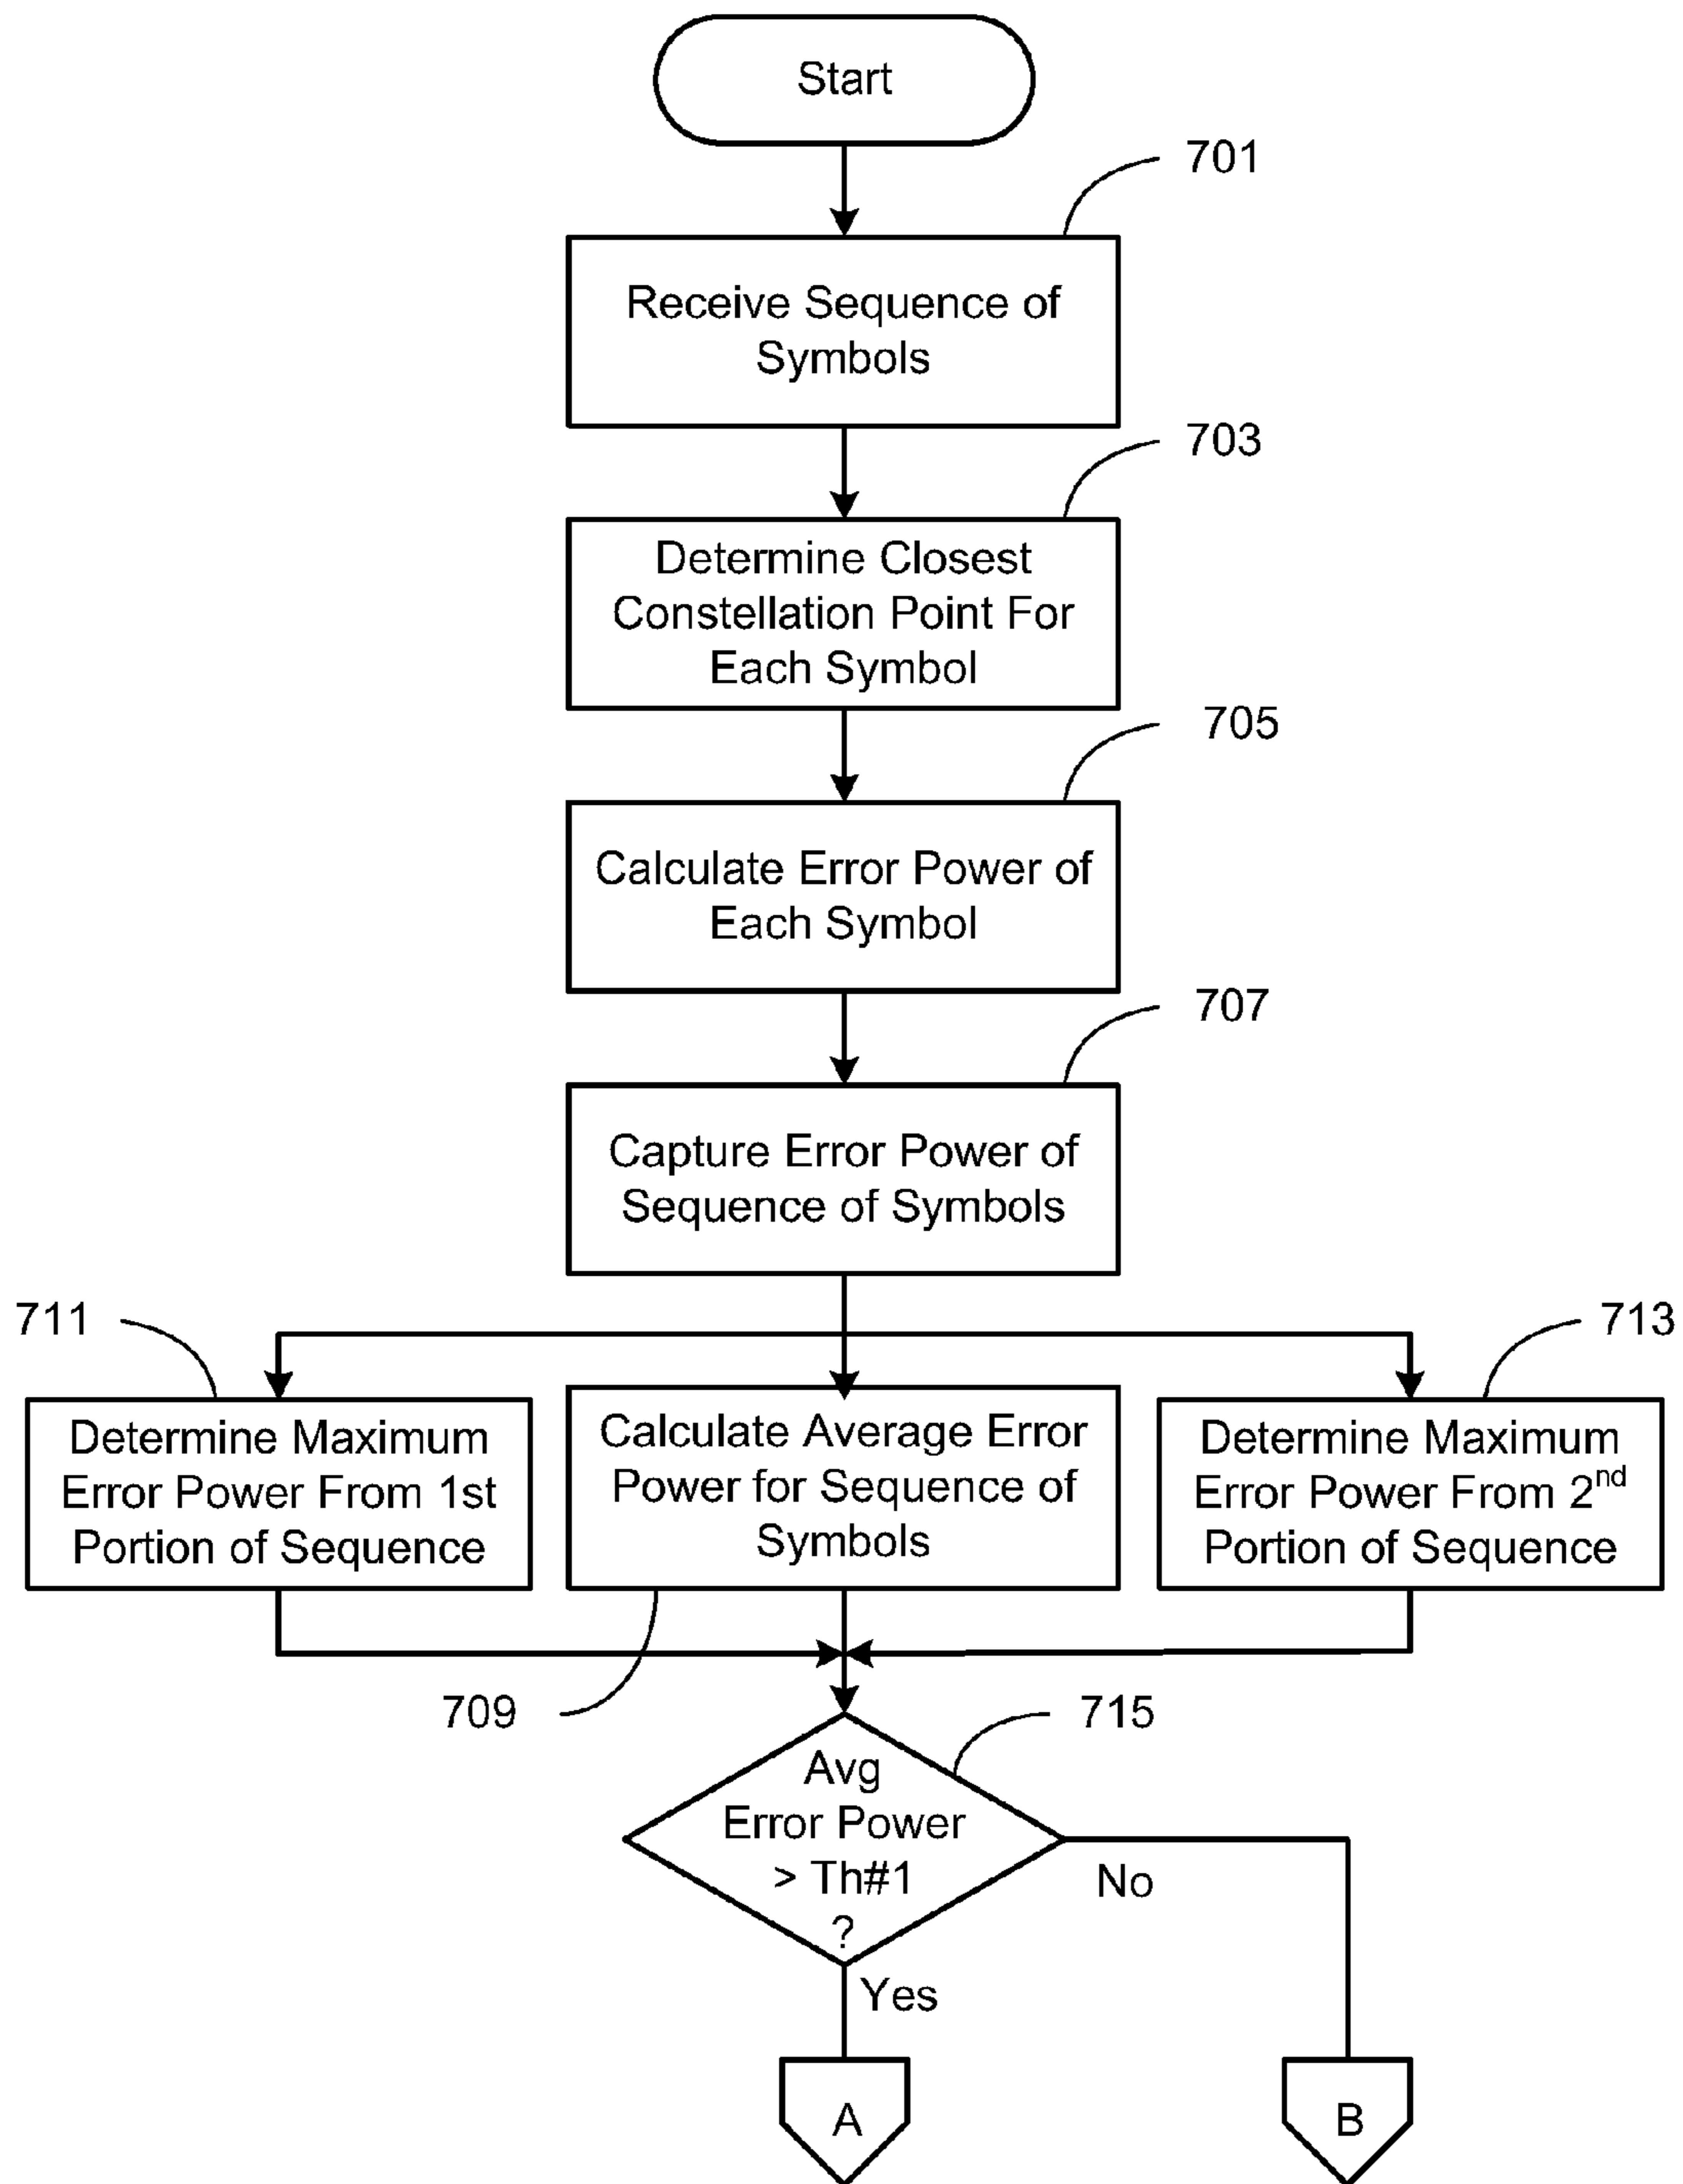 Start
701
Receive Sequence of
Symbols
703
Determine Closest
Constellation Point For
Each Symbol
705
Calculate Error Power of
Each Symbol
707
Capture Error Power of
Sequence of Symbols
711
713
Determine Maximum
Error Power From 1st
Portion of Sequence
Calculate Average Error
Power for Sequence of
Symbols
Determine Maximum
Error Power From 2nd
Portion of Sequence
709
715
Avg
Error Power
> Th#1
?
No
Yes
A
B